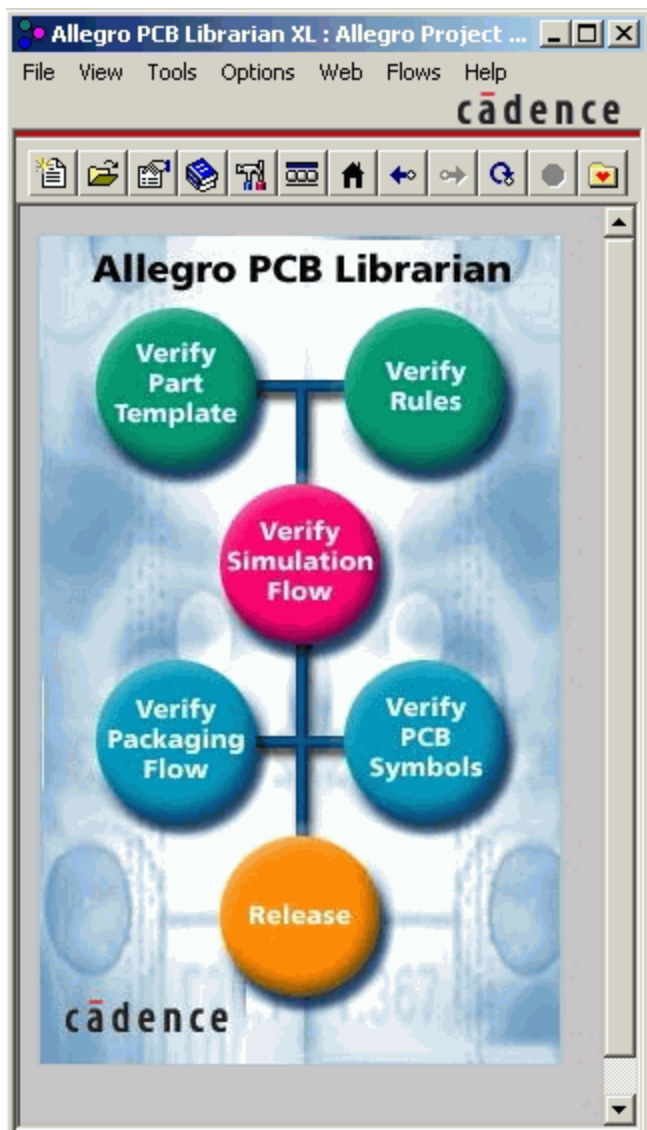 Allegro PCB Librarian XL : Allegro Project ...
File View Tools Options Web Flows Help
cādence
Allegro PCB Librarian
Verify
Part
Template
Verify
Rules
Verify
Simulation
Flow
Verify
Packaging
Flow
Verify
PCB
Symbols
Release
cādence